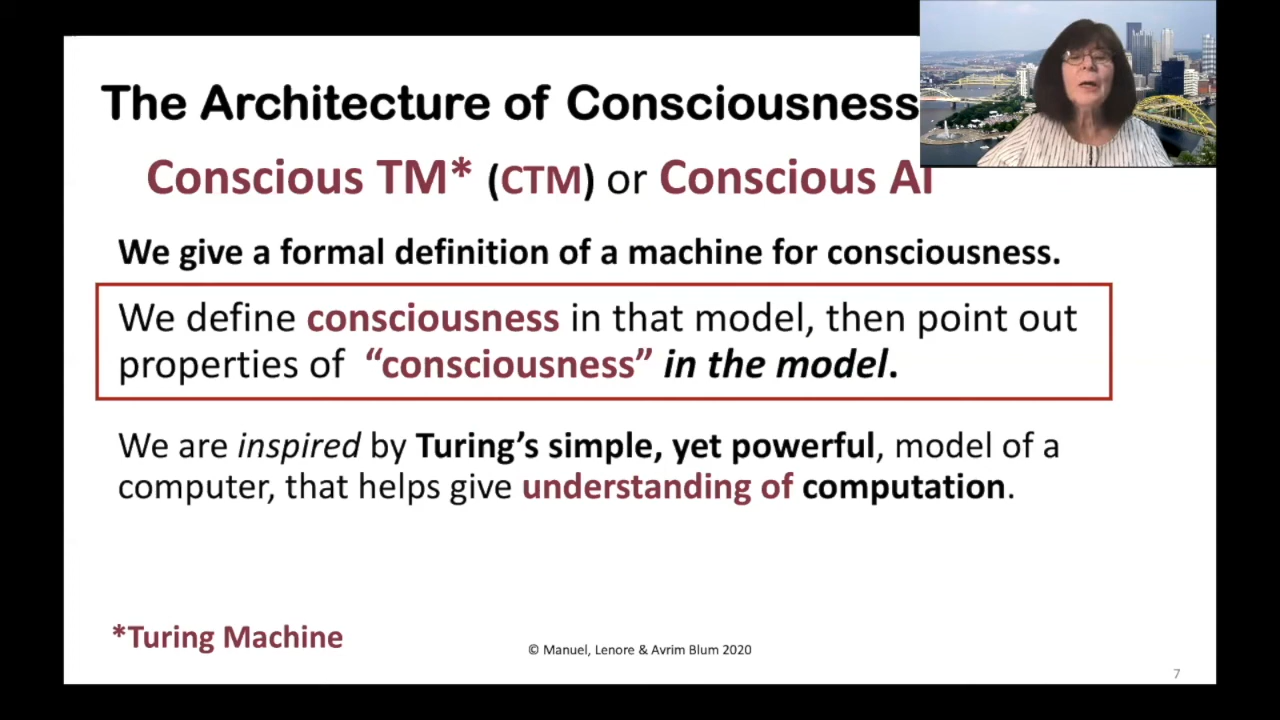 The Architecture of Consciousness
Conscious TM* (CTM) or Conscious AI
We give a formal definition of a machine for consciousness.
We define consciousness in that model, then point out
properties of “consciousness” in the model.
We are inspired by Turing’s simple, yet powerful, model of a
computer, that helps give understanding of computation.
*Turing Machine
© Manuel, Lenore & Avrim Blum 2020
7